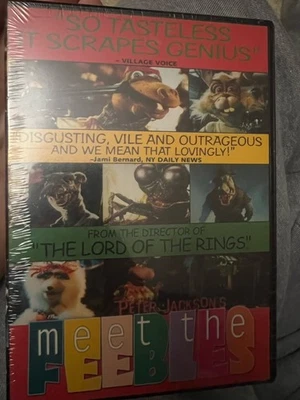 "SO TASTELESS
IT SCRAPES GENIUS"
- VILLAGE VOICE
"DISGUSTING, VILE AND OUTRAGEOUS
AND WE MEAN THAT LOVINGLY!"
-Jami Bernard, NY DAILY NEWS
FROM THE DIRECTOR OF
"THE LORD OF THE RINGS"
PETER JACKSON'S
meet the
FEEBLES